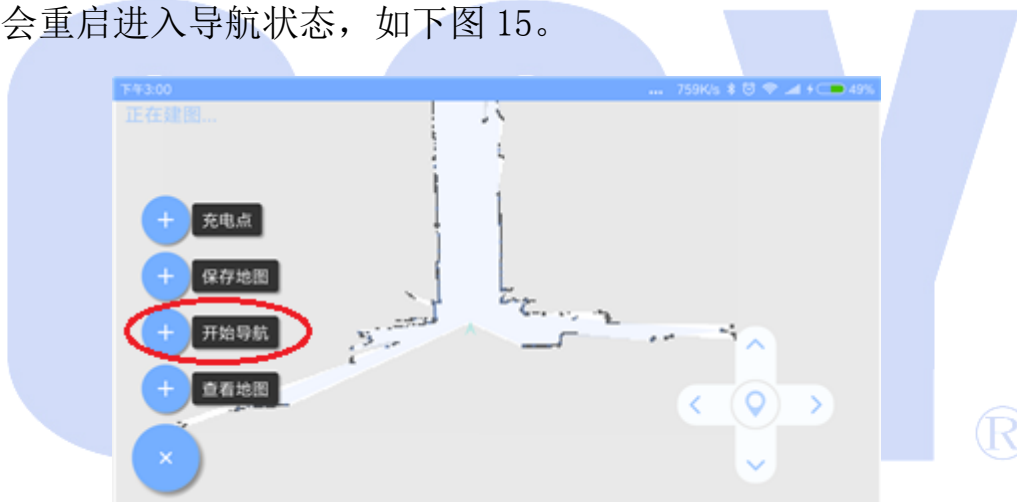 会重启进入导航状态，如下图 15。
下午3:00 ... 759K/s 49%
正在建图...
充电点
保存地图
开始导航
查看地图
®